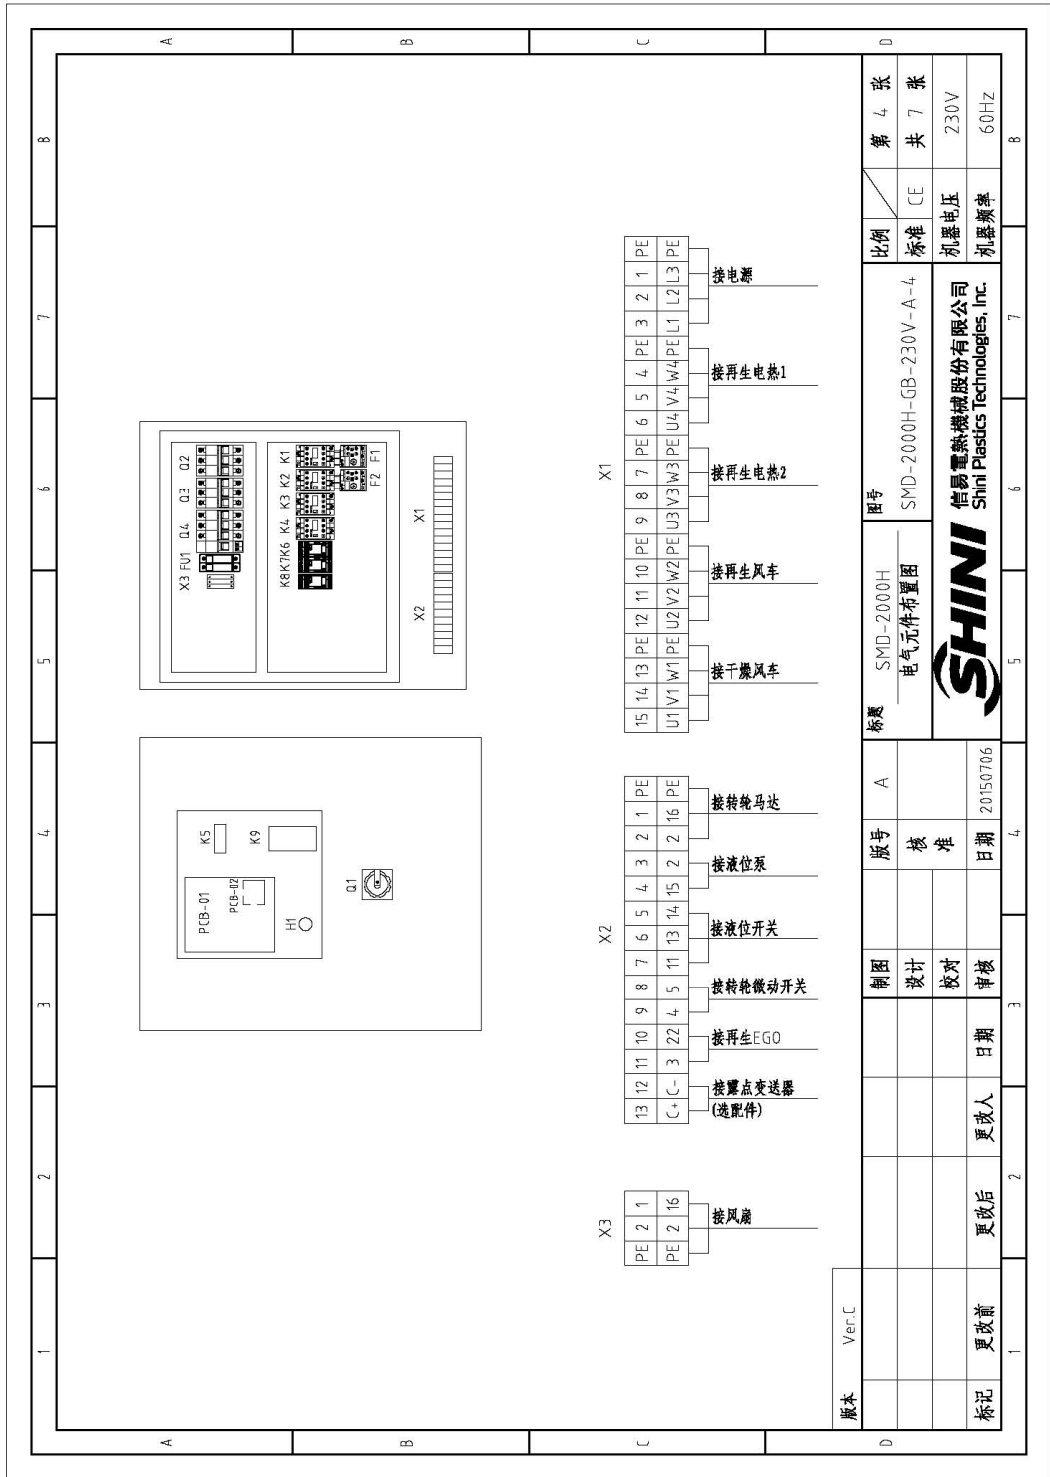 1 2 3 4 5 6 7 8
A
B
C
D
PCB-01
PCB-02
K5
K9
H1
Q1
X3 FU1 Q4 Q3 Q2
K8K7K6 K4 K3 K2 K1
F2 F1
X2 X1
X3
PE 2 1
PE 2 16
接风扇
X2
13 12 11 10 9 8 7 6 5 4 3 2 1 PE
C+ C- 3 22 4 5 11 13 14 15 2 2 16 PE
接露点变送器
(选配件)
接再生EGO
接转轮微动开关
接液位开关
接液位泵
接转轮马达
X1
15 14 13 PE 12 11 10 PE 9 8 7 PE 6 5 4 PE 3 2 1 PE
U1 V1 W1 PE U2 V2 W2 PE U3 V3 W3 PE U4 V4 W4 PE L1 L2 L3 PE
接干燥风车
接再生风车
接再生电热2
接再生电热1
接电源
版本 Ver.C
标记 更改前 更改后 更改人 日期
制图
设计
校对
审核
版号 A
核准
日期 20150706
标题 SMD-2000H
电气元件布置图
图号
SMD-2000H-GB-230V-A-4
SHINI
信易電熱機械股份有限公司
Shini Plastics Technologies, Inc.
比例 第 4 张
标准 CE 共 7 张
机器电压 230V
机器频率 60Hz
A
B
C
D
1 2 3 4 5 6 7 8